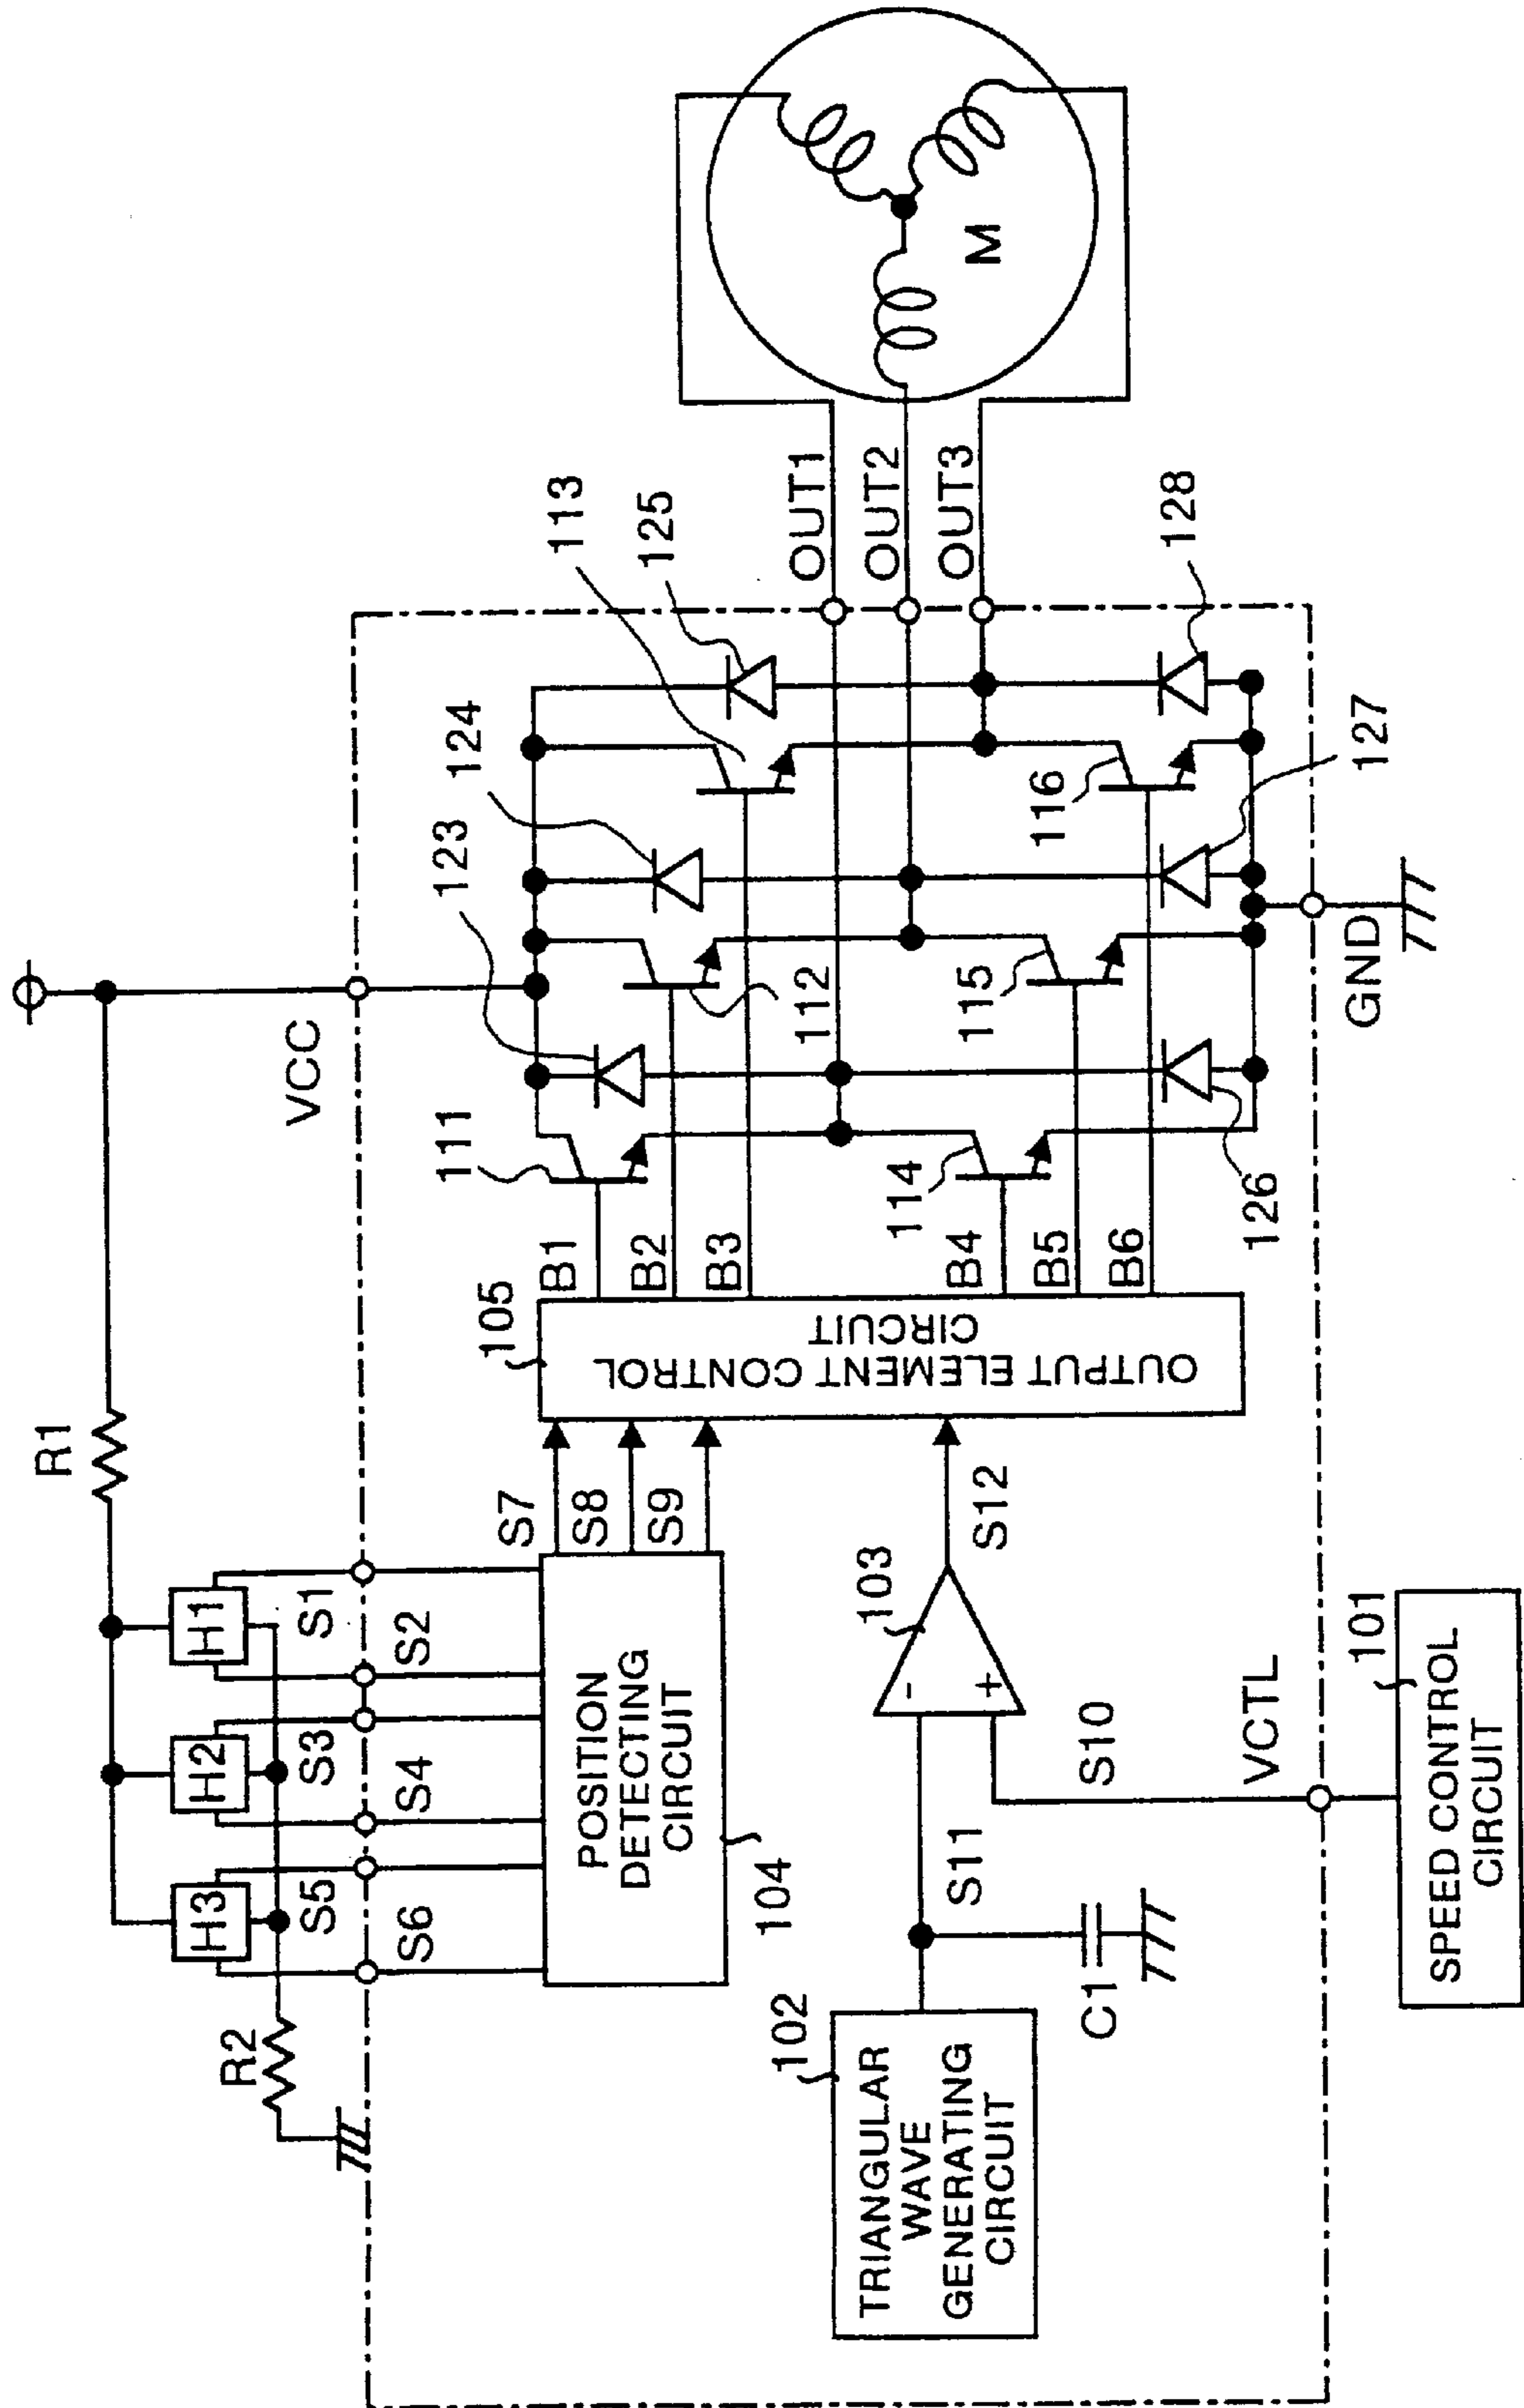 R1
VCC
R2
H3
H2
H1
S6
S5
S4
S3
S2
S1
POSITION
DETECTING
CIRCUIT
104
S7
S8
S9
105
OUTPUT ELEMENT CONTROL
CIRCUIT
B1
B2
B3
B4
B5
B6
111
123
112
124
113
125
114
126
115
127
116
128
OUT1
OUT2
OUT3
M
GND
102
TRIANGULAR
WAVE
GENERATING
CIRCUIT
C1
S11
103
-
+
S12
S10
VCTL
101
SPEED CONTROL
CIRCUIT